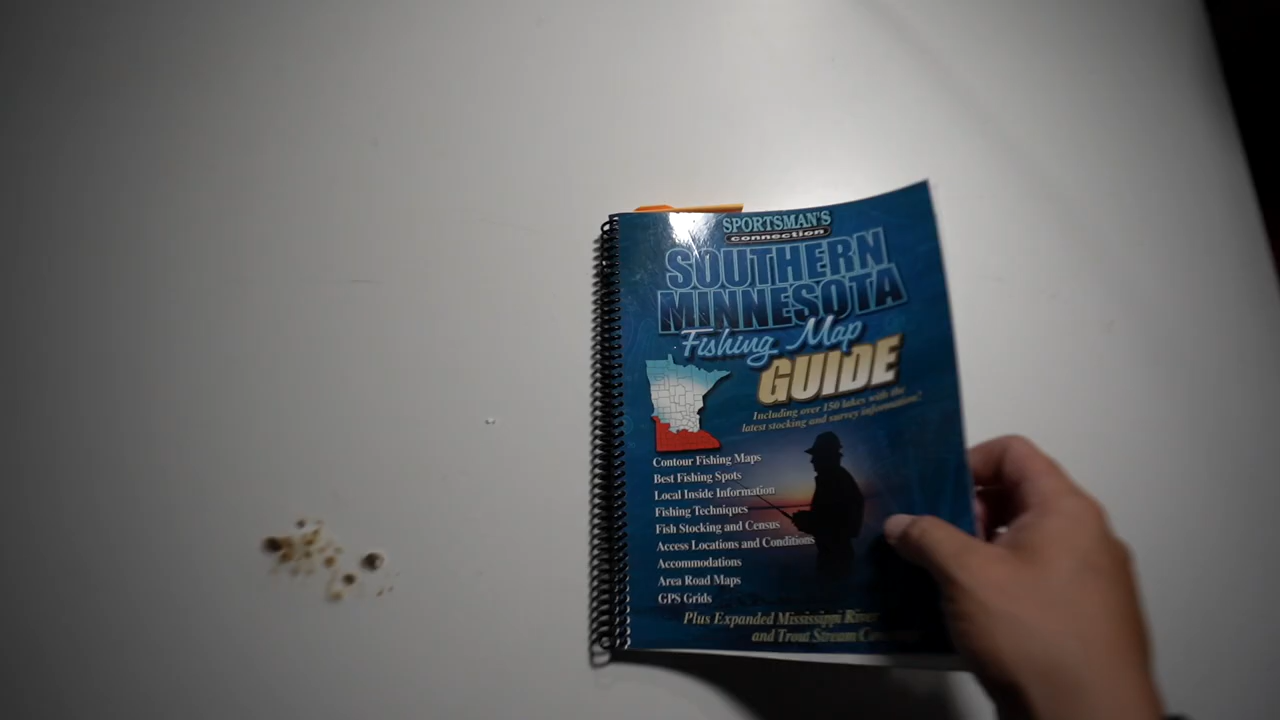 SPORTSMAN'S
connection
SOUTHERN
MINNESOTA
Fishing Map
GUIDE
Including over 150 lakes with the
latest stocking and survey information!
Contour Fishing Maps
Best Fishing Spots
Local Inside Information
Fishing Techniques
Fish Stocking and Census
Access Locations and Conditions
Accommodations
Area Road Maps
GPS Grids
Plus Expanded Mississippi River
and Trout Stream